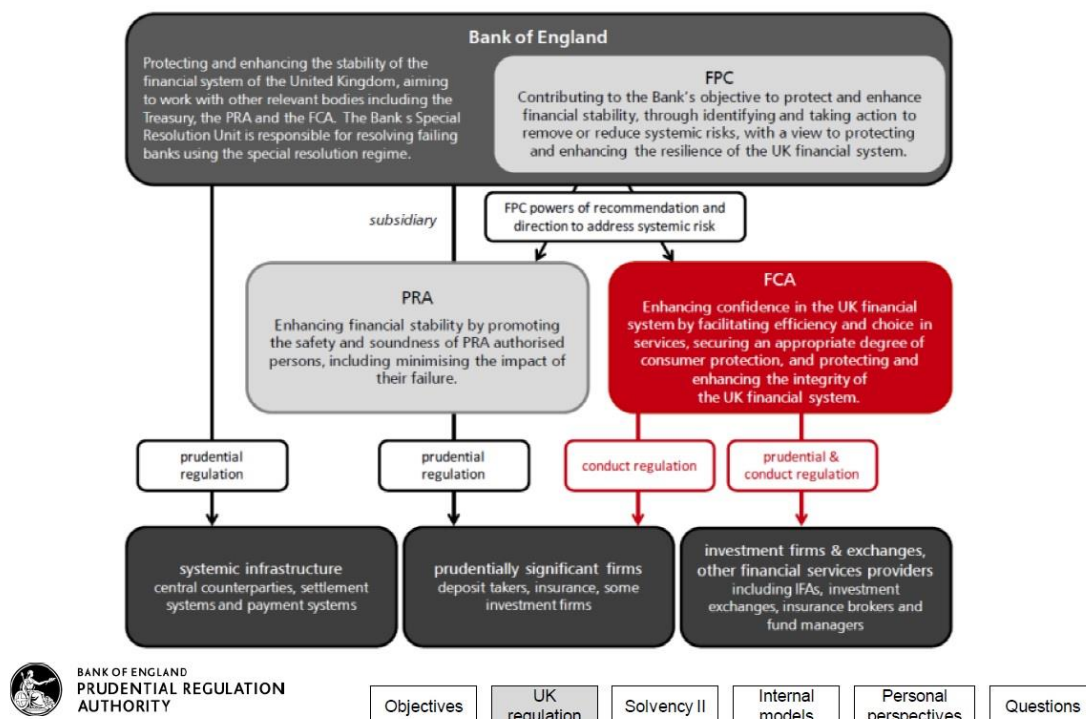 Bank of England
Protecting and enhancing the stability of the
financial system of the United Kingdom, aiming
to work with other relevant bodies including the
Treasury, the PRA and the FCA. The Bank s Special
Resolution Unit is responsible for resolving failing
banks using the special resolution regime.
FPC
Contributing to the Bank's objective to protect and enhance
financial stability, through identifying and taking action to
remove or reduce systemic risks, with a view to protecting
and enhancing the resilience of the UK financial system.
subsidiary
FPC powers of recommendation and
direction to address systemic risk
PRA
Enhancing financial stability by promoting
the safety and soundness of PRA authorised
persons, including minimising the impact of
their failure.
FCA
Enhancing confidence in the UK financial
system by facilitating efficiency and choice in
services, securing an appropriate degree of
consumer protection, and protecting and
enhancing the integrity of
the UK financial system.
prudential
regulation
prudential
regulation
conduct regulation
prudential &
conduct regulation
systemic infrastructure
central counterparties, settlement
systems and payment systems
prudentially significant firms
deposit takers, insurance, some
investment firms
investment firms & exchanges,
other financial services providers
including IFAs, investment
exchanges, insurance brokers and
fund managers
BANK OF ENGLAND
PRUDENTIAL REGULATION
AUTHORITY
Objectives
UK
regulation
Solvency II
Internal
models
Personal
perspectives
Questions